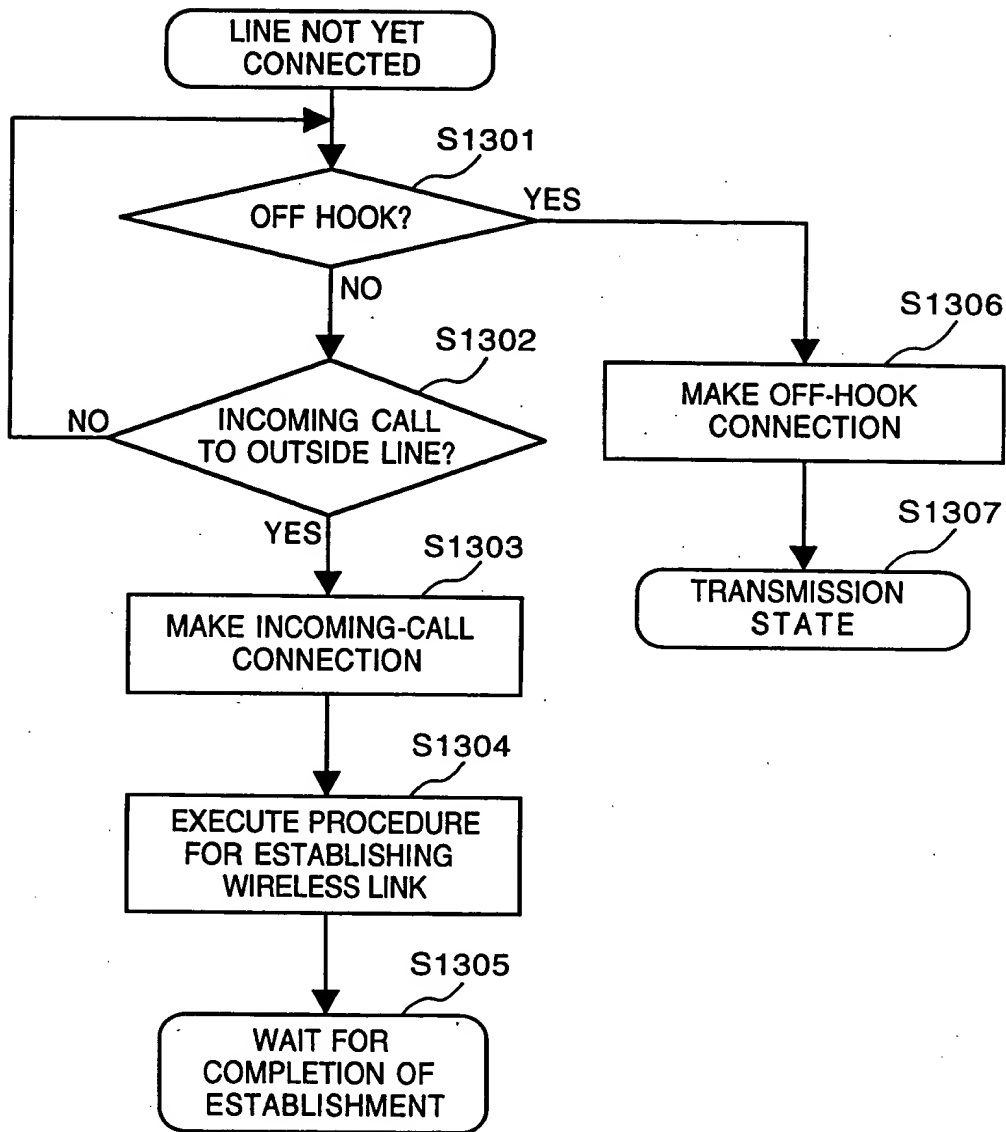 LINE NOT YET
CONNECTED
S1301
OFF HOOK?
YES
NO
S1306
S1302
MAKE OFF-HOOK
CONNECTION
NO
INCOMING CALL
TO OUTSIDE LINE?
S1307
YES
S1303
TRANSMISSION
STATE
MAKE INCOMING-CALL
CONNECTION
S1304
EXECUTE PROCEDURE
FOR ESTABLISHING
WIRELESS LINK
S1305
WAIT FOR
COMPLETION OF
ESTABLISHMENT